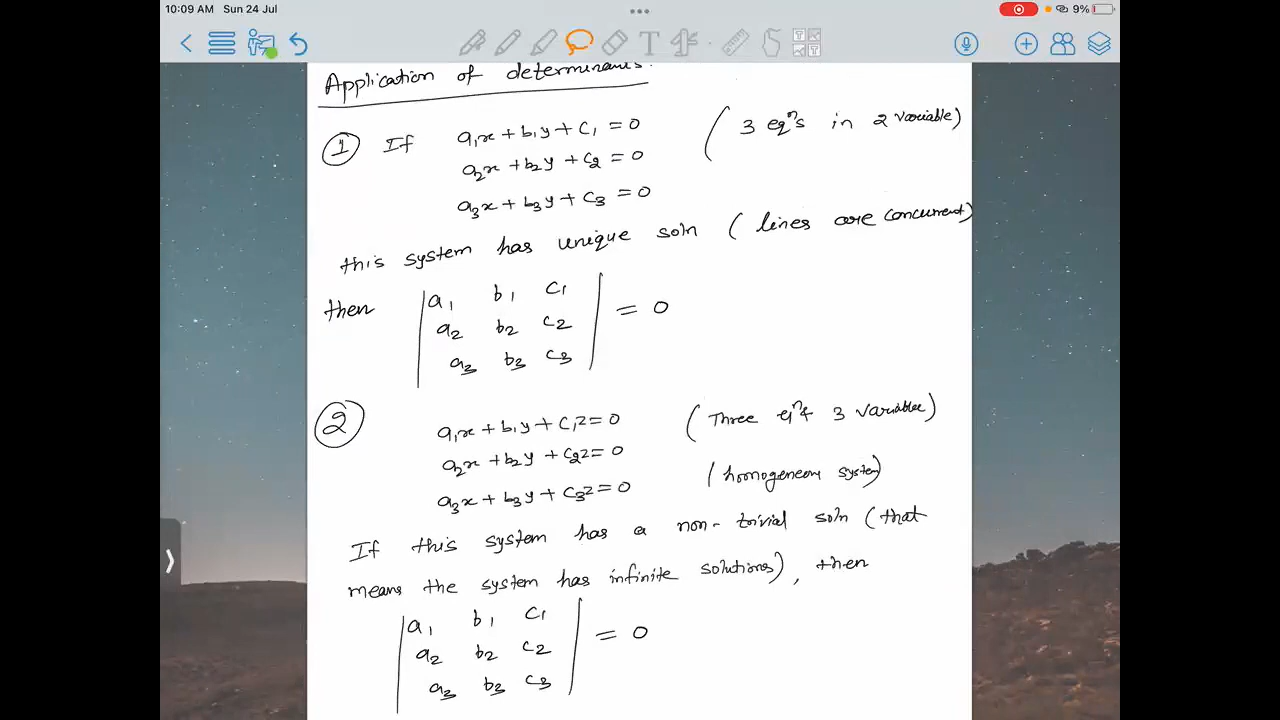 10:09 AM Sun 24 Jul
9%
Application of determinants.
① If a₁x + b₁y + c₁ = 0 ( 3 eqⁿs in 2 variable)
a₂x + b₂y + c₂ = 0
a₃x + b₃y + c₃ = 0
this system has unique soln ( lines are concurrent)
then | a₁ b₁ c₁
a₂ b₂ c₂ | = 0
a₃ b₃ c₃
② a₁x + b₁y + c₁z = 0 ( Three eqⁿ & 3 variables)
a₂x + b₂y + c₂z = 0
(homogeneous system)
a₃x + b₃y + c₃z = 0
If this system has a non-trivial soln (that
means the system has infinite solutions), then
| a₁ b₁ c₁
a₂ b₂ c₂ | = 0
a₃ b₃ c₃